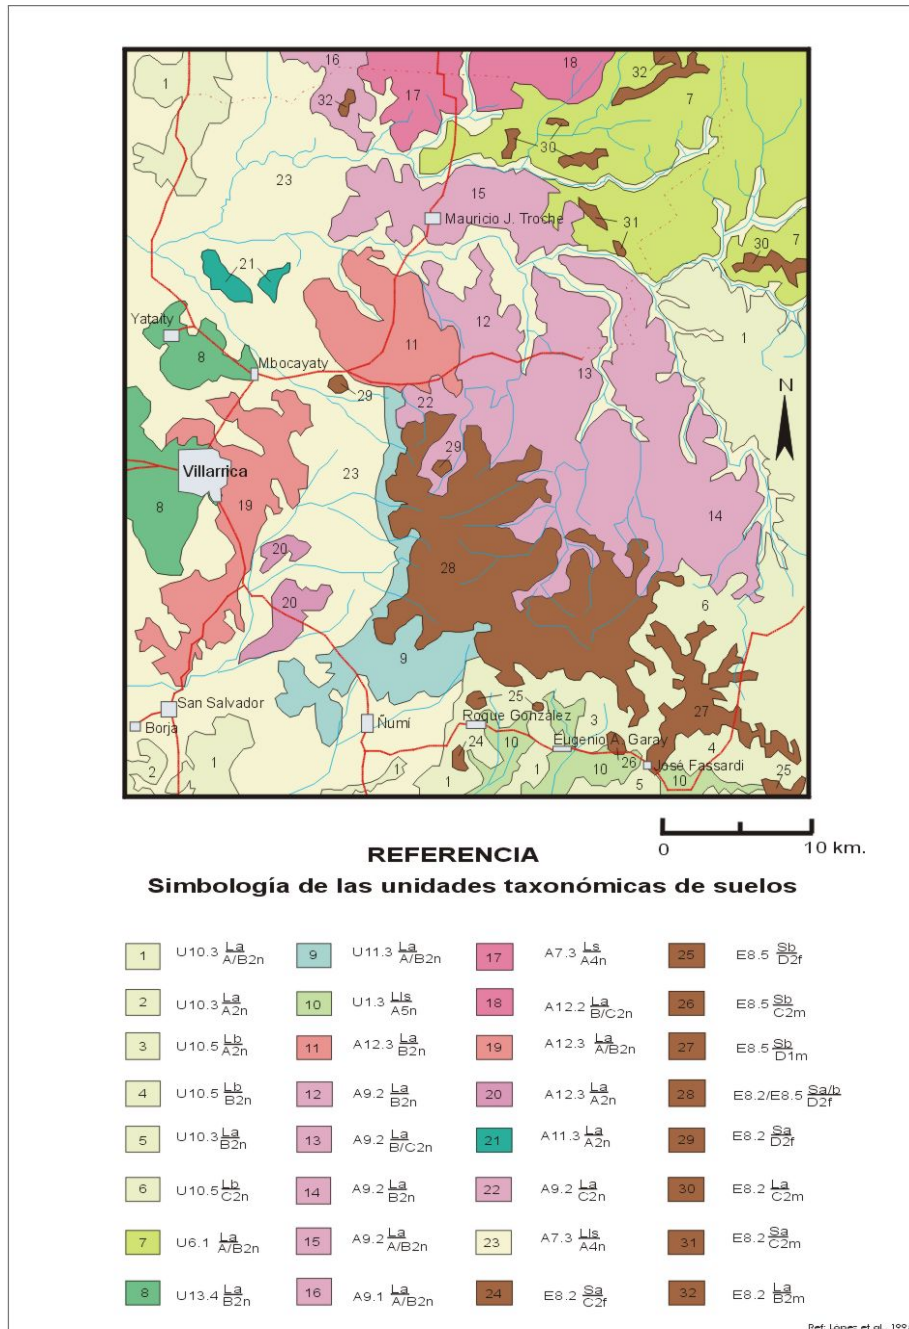 16
18
32
1
32
17
7
30
23
15
Mauricio J. Troche
31
30
7
21
12
1
Yataity
8
11
Mbocayaty
13
N
29
22
29
Villarrica
23
19
8
14
20
28
20
6
9
25
27
San Salvador
Roque González
3
Borja
Ñumí
Eugenio A. Garay
24
10
4
26
José Fassardi
2
1
1
1
1
10
10
25
5
0 10 km.
REFERENCIA
Simbología de las unidades taxonómicas de suelos
1 U10.3 La/A/B2n
9 U11.3 La/A/B2n
17 A7.3 Ls/A4n
25 E8.5 Sb/D2f
2 U10.3 La/A2n
10 U1.3 Lls/A5n
18 A12.2 La/B/C2n
26 E8.5 Sb/C2m
3 U10.5 Lb/A2n
11 A12.3 La/B2n
19 A12.3 La/A/B2n
27 E8.5 Sb/D1m
4 U10.5 Lb/B2n
12 A9.2 La/B2n
20 A12.3 La/A2n
28 E8.2/E8.5 Sa/b/D2f
5 U10.3 La/B2n
13 A9.2 La/B/C2n
21 A11.3 La/A2n
29 E8.2 Sa/D2f
6 U10.5 Lb/C2n
14 A9.2 La/B2n
22 A9.2 La/C2n
30 E8.2 La/C2m
7 U6.1 La/A/B2n
15 A9.2 La/A/B2n
23 A7.3 Lls/A4n
31 E8.2 Sa/C2m
8 U13.4 La/B2n
16 A9.1 La/A/B2n
24 E8.2 Sa/C2f
32 E8.2 La/B2m
Ref: López et al., 199